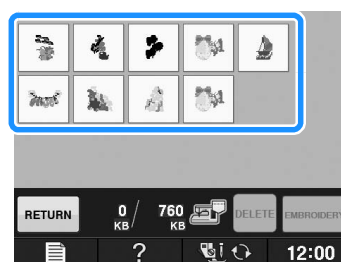 RETURN
0/ 760
KB KB
DELETE
EMBROIDERY
?
12:00